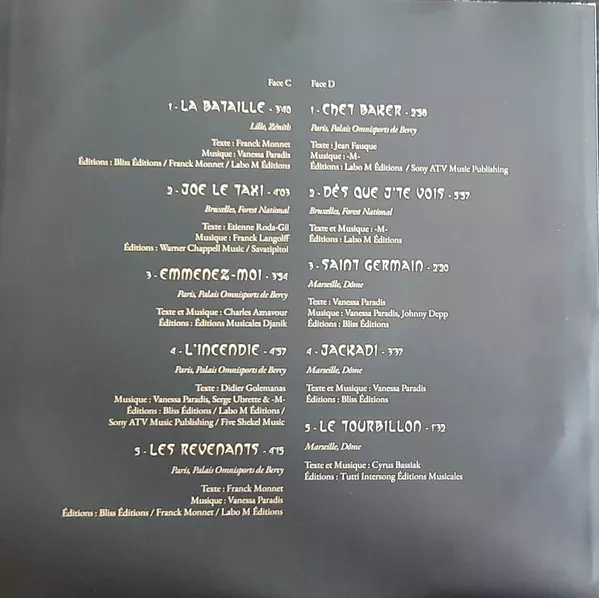 Face C
1 - LA BATAILLE - 3'40
Lille, Zénith
Texte : Franck Monnet
Musique : Vanessa Paradis
Éditions : Bliss Éditions / Franck Monnet / Labo M Éditions
2 - JOE LE TAXI - 4'03
Bruxelles, Forest National
Texte : Etienne Roda-Gil
Musique : Franck Langolff
Éditions : Warner Chappell Music / Savatipitol
3 - EMMENEZ-MOI - 3'54
Paris, Palais Omnisports de Bercy
Texte et Musique : Charles Aznavour
Éditions : Éditions Musicales Djanik
4 - L'INCENDIE - 4'57
Paris, Palais Omnisports de Bercy
Texte : Didier Golemanas
Musique : Vanessa Paradis, Serge Ubrette & -M-
Éditions : Bliss Éditions / Labo M Éditions /
Sony ATV Music Publishing / Five Shekel Music
5 - LES REVENANTS - 4'15
Paris, Palais Omnisports de Bercy
Texte : Franck Monnet
Musique : Vanessa Paradis
Éditions : Bliss Éditions / Franck Monnet / Labo M Éditions
Face D
1 - CHET BAKER - 3'58
Paris, Palais Omnisports de Bercy
Texte : Jean Fauque
Musique : -M-
Éditions : Labo M Éditions / Sony ATV Music Publishing
2 - DÈS QUE J'TE VOIS - 5'37
Bruxelles, Forest National
Texte et Musique : -M-
Éditions : Labo M Éditions
3 - SAINT GERMAIN - 2'20
Marseille, Dôme
Texte : Vanessa Paradis
Musique : Vanessa Paradis, Johnny Depp
Éditions : Bliss Éditions
4 - JACKADI - 3'37
Marseille, Dôme
Texte et Musique : Vanessa Paradis
Éditions : Bliss Éditions
5 - LE TOURBILLON - 1'32
Marseille, Dôme
Texte et Musique : Cyrus Bassiak
Éditions : Tutti Intersong Éditions Musicales